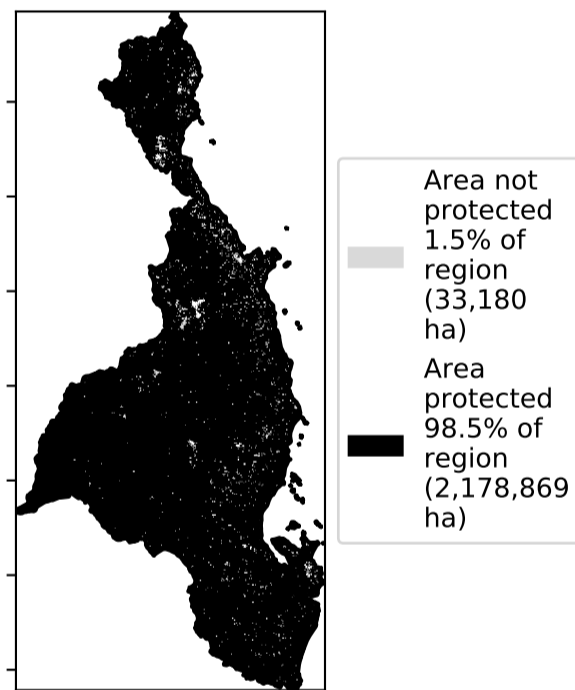 Area not
protected
1.5% of
region
(33,180
ha)
Area
protected
98.5% of
region
(2,178,869
ha)